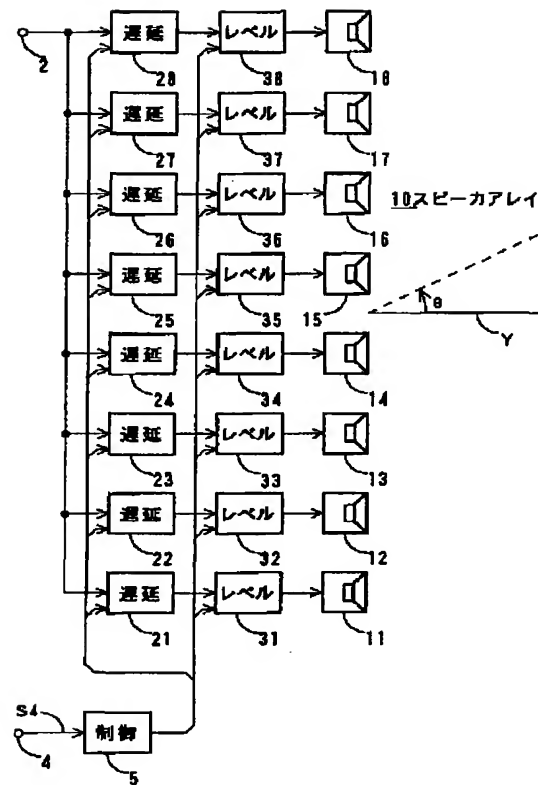 2
遅延 レベル
28 38 18
遅延 レベル
27 37 17
遅延 レベル
26 36 16
10 スピーカアレイ
θ
Y
遅延 レベル
25 35 15
遅延 レベル
24 34 14
遅延 レベル
23 33 13
遅延 レベル
22 32 12
遅延 レベル
21 31 11
S4
制御
4 5